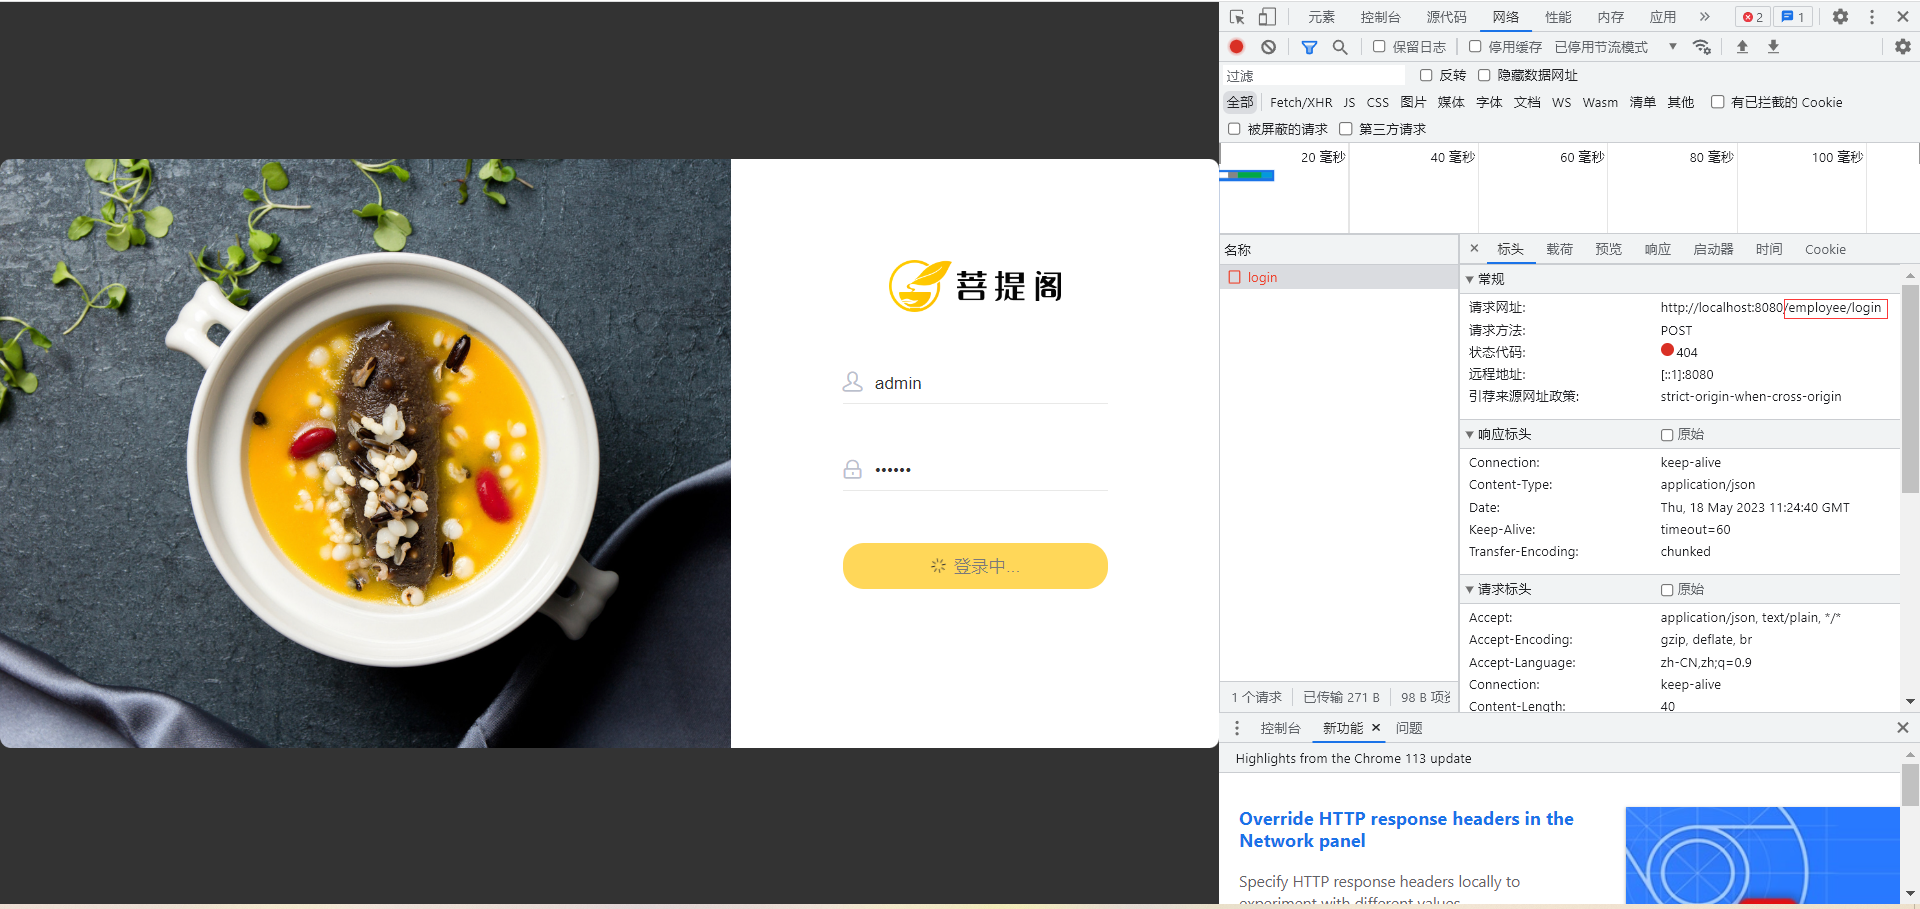 菩提阁
admin
••••••
登录中...
元素 控制台 源代码 网络 性能 内存 应用 » 2 1
保留日志 停用缓存 已停用节流模式
过滤 反转 隐藏数据网址
全部 Fetch/XHR JS CSS 图片 媒体 字体 文档 WS Wasm 清单 其他 有已拦截的 Cookie
被屏蔽的请求 第三方请求
20 毫秒 40 毫秒 60 毫秒 80 毫秒 100 毫秒
名称
login
1 个请求 已传输 271 B 98 B 项
× 标头 载荷 预览 响应 启动器 时间 Cookie
常规
请求网址: http://localhost:8080/employee/login
请求方法: POST
状态代码: 404
远程地址: [::1]:8080
引荐来源网址政策: strict-origin-when-cross-origin
响应标头 原始
Connection: keep-alive
Content-Type: application/json
Date: Thu, 18 May 2023 11:24:40 GMT
Keep-Alive: timeout=60
Transfer-Encoding: chunked
请求标头 原始
Accept: application/json, text/plain, */*
Accept-Encoding: gzip, deflate, br
Accept-Language: zh-CN,zh;q=0.9
Connection: keep-alive
Content-Length: 40
控制台 新功能 × 问题
Highlights from the Chrome 113 update
Override HTTP response headers in the
Network panel
Specify HTTP response headers locally to
experiment with different values